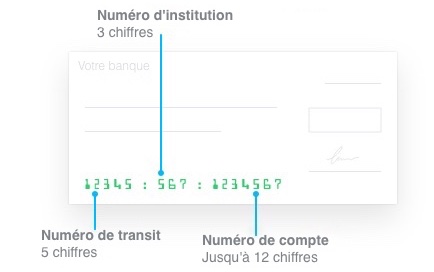 Numéro d'institution
3 chiffres
Votre banque
12345 : 567 : 1234567
Numéro de transit
5 chiffres
Numéro de compte
Jusqu'à 12 chiffres